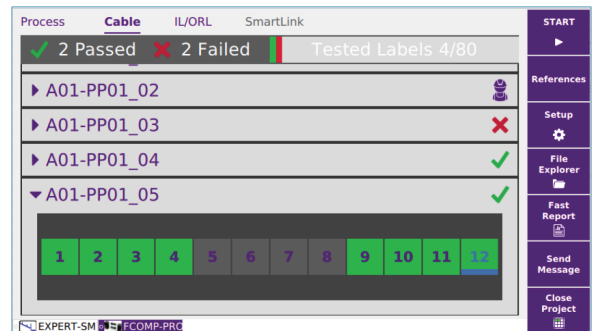 Process Cable IL/ORL SmartLink
2 Passed 2 Failed Tested Labels 4/80
A01-PP01_02
A01-PP01_03
A01-PP01_04
A01-PP01_05
1 2 3 4 5 6 7 8 9 10 11 12
EXPERT-SM FCOMP-PRO
START
References
Setup
File
Explorer
Fast
Report
Send
Message
Close
Project